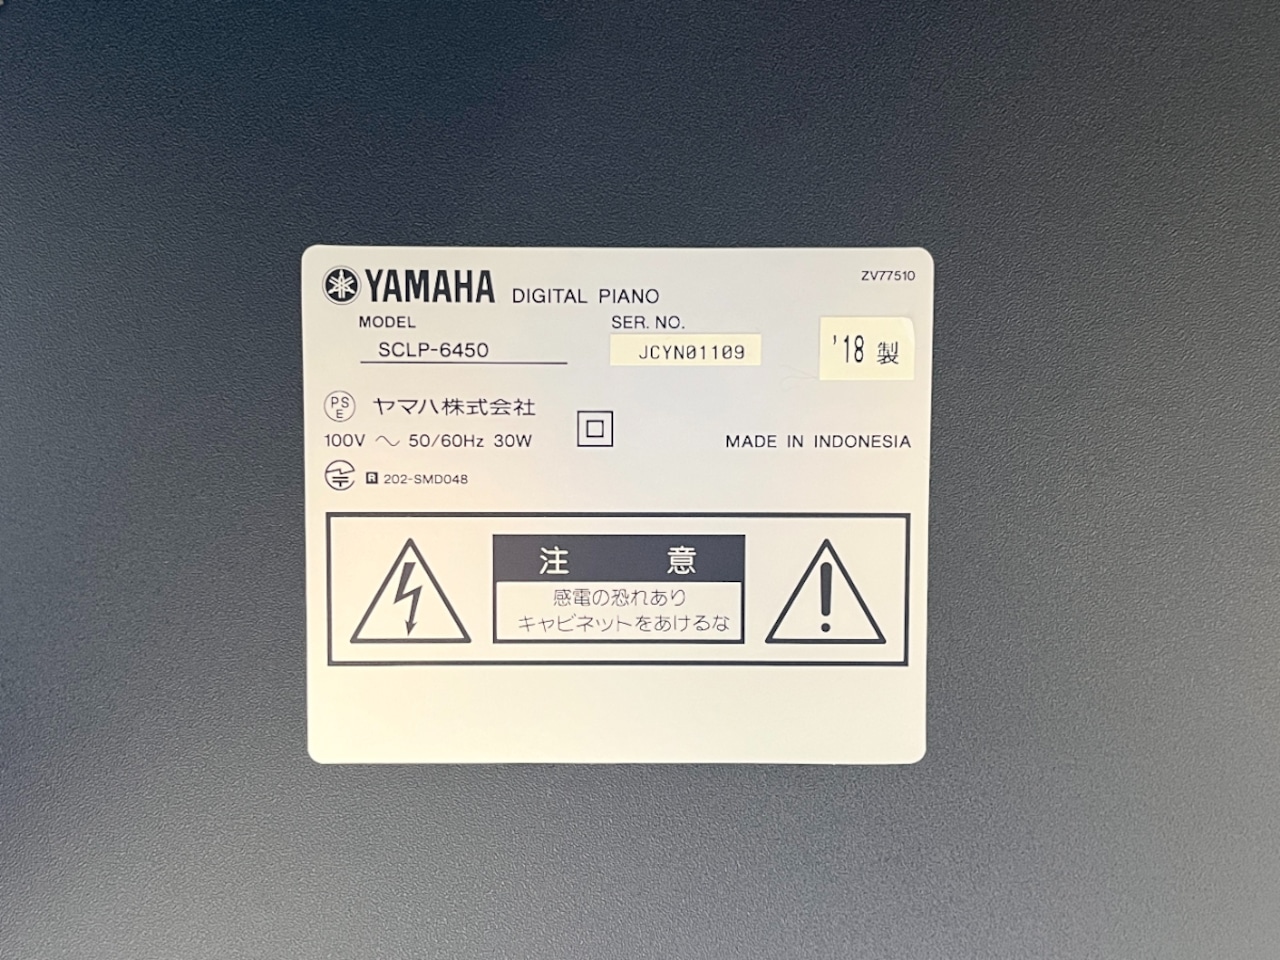 YAMAHA DIGITAL PIANO
ZV77510
MODEL
SCLP-6450
SER. NO.
JCYN01109
'18 製
PS
E
ヤマハ株式会社
100V ～ 50/60Hz 30W
MADE IN INDONESIA
R 202-SMD048
注意
感電の恐れあり
キャビネットをあけるな